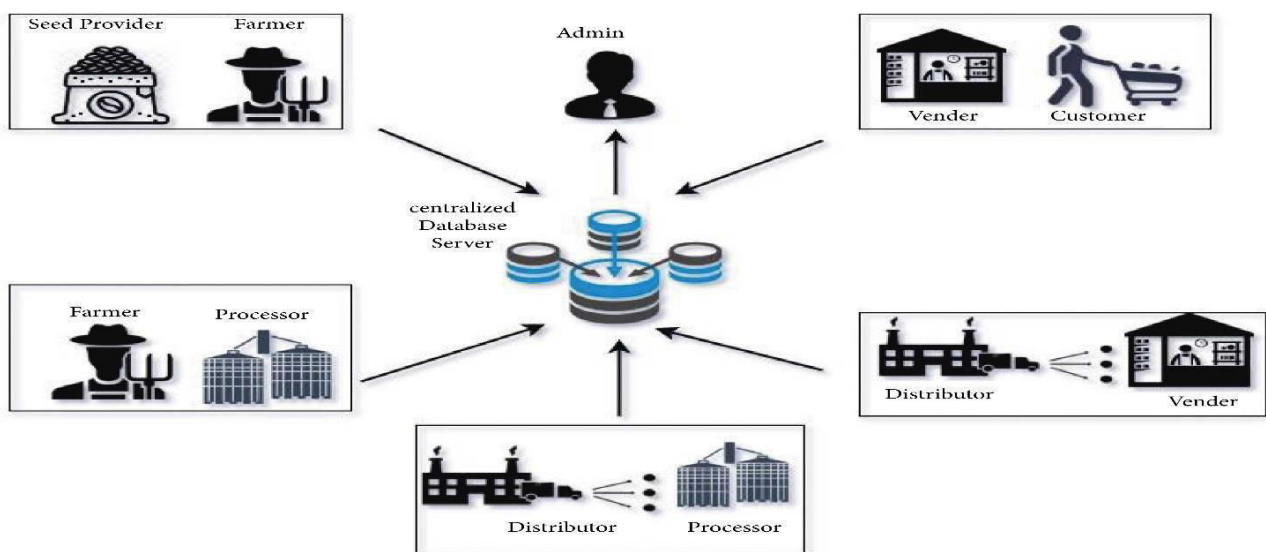 Seed Provider
Farmer
Admin
Vender
Customer
centralized
Database
Server
Farmer
Processor
Distributor
Vender
Distributor
Processor